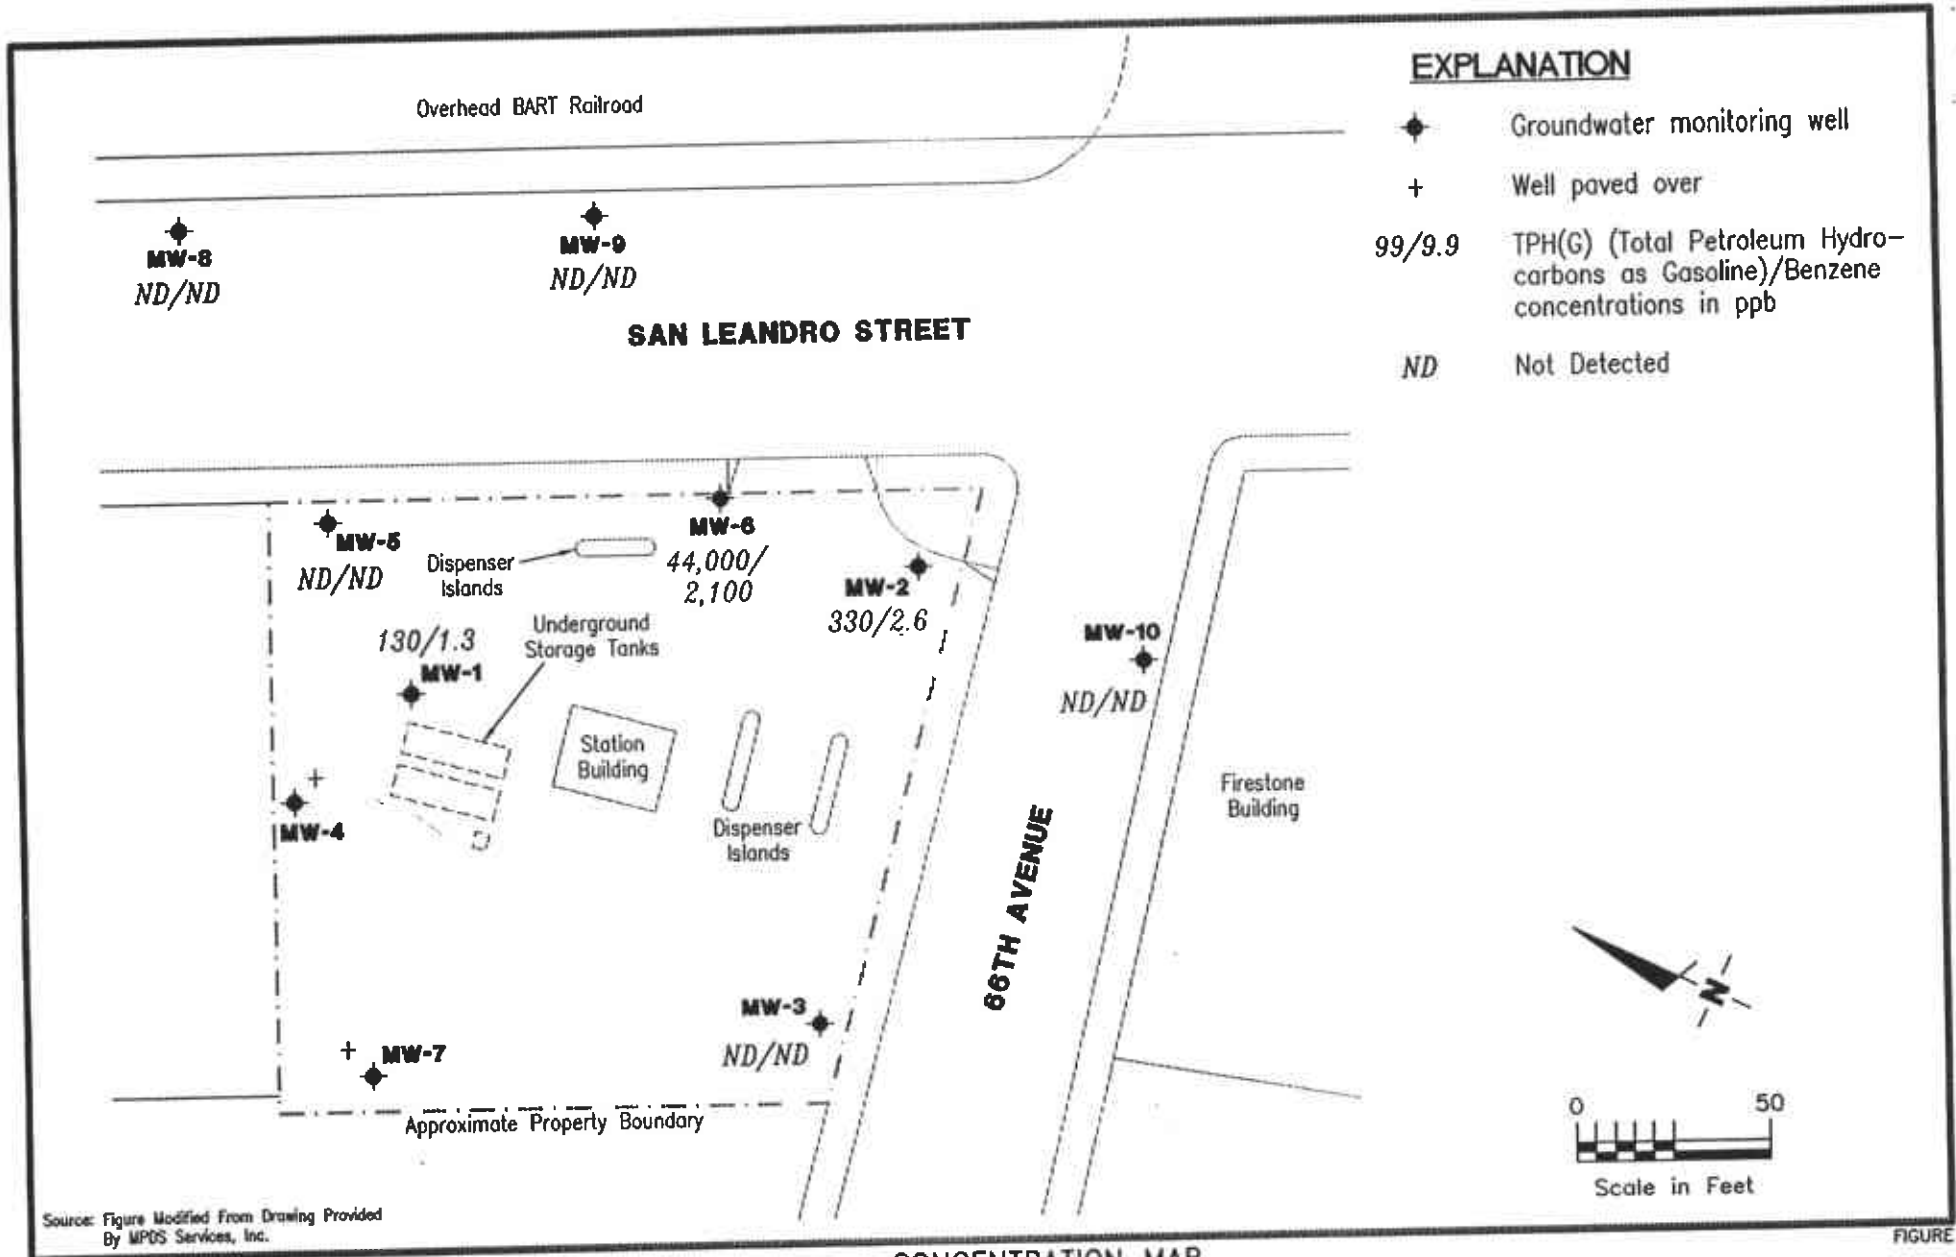 Overhead BART Railroad
EXPLANATION
Groundwater monitoring well
+ Well paved over
99/9.9 TPH(G) (Total Petroleum Hydro-
carbons as Gasoline)/Benzene
concentrations in ppb
ND Not Detected
MW-8
ND/ND
MW-9
ND/ND
SAN LEANDRO STREET
MW-5
ND/ND
Dispenser
Islands
MW-6
44,000/
2,100
MW-2
330/2.6
130/1.3
MW-1
Underground
Storage Tanks
MW-10
ND/ND
Station
Building
+
MW-4
Dispenser
Islands
Firestone
Building
66TH AVENUE
MW-3
ND/ND
+
MW-7
Approximate Property Boundary
N
0 50
Scale in Feet
Source: Figure Modified From Drawing Provided
By MPDS Services, Inc.
CONCENTRATION MAP
FIGURE